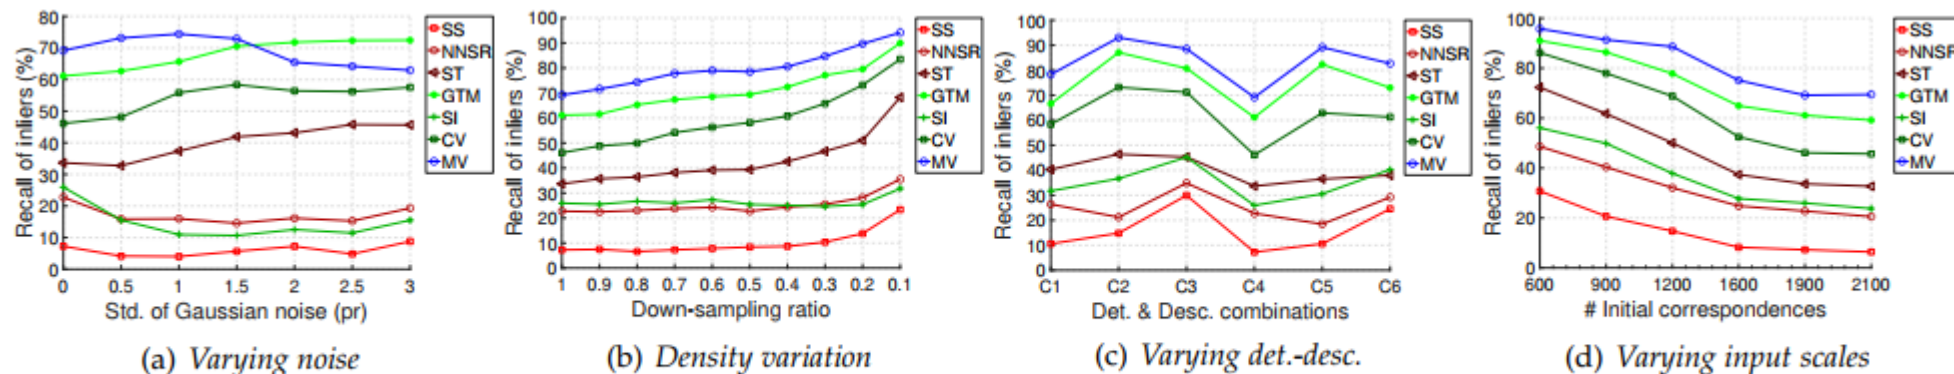 80
70
60
50
40
30
20
10
0
Recall of inliers (%)
0 0.5 1 1.5 2 2.5 3
Std. of Gaussian noise (pr)
SS
NNSR
ST
GTM
SI
CV
MV
(a) Varying noise
100
90
80
70
60
50
40
30
20
10
0
Recall of inliers (%)
1 0.9 0.8 0.7 0.6 0.5 0.4 0.3 0.2 0.1
Down-sampling ratio
SS
NNSR
ST
GTM
SI
CV
MV
(b) Density variation
100
90
80
70
60
50
40
30
20
10
0
Recall of inliers (%)
C1 C2 C3 C4 C5 C6
Det. & Desc. combinations
SS
NNSR
ST
GTM
SI
CV
MV
(c) Varying det.-desc.
100
80
60
40
20
0
Recall of inliers (%)
600 900 1200 1600 1900 2100
# Initial correspondences
SS
NNSR
ST
GTM
SI
CV
MV
(d) Varying input scales